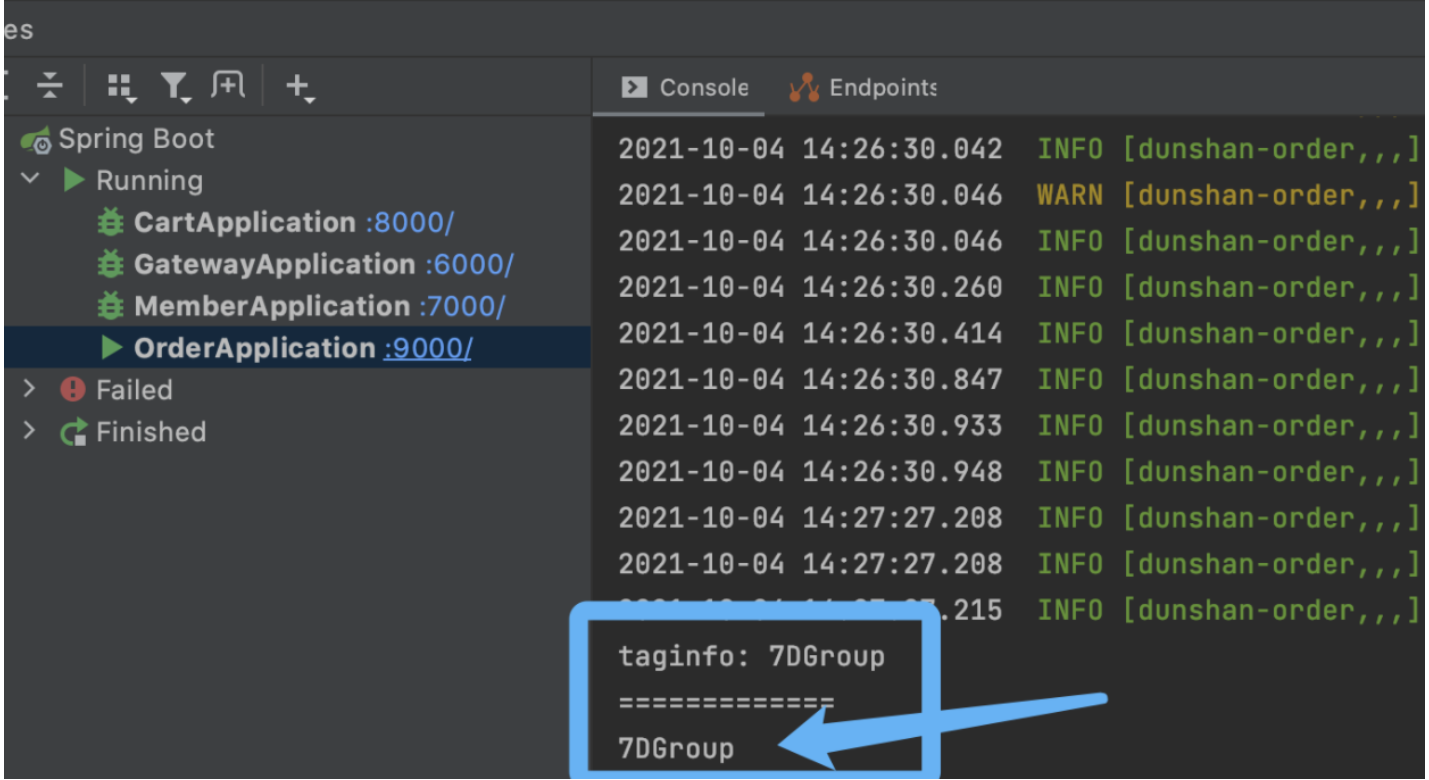 es
Spring Boot
Running
CartApplication :8000/
GatewayApplication :6000/
MemberApplication :7000/
OrderApplication :9000/
Failed
Finished
Console
Endpoints
2021-10-04 14:26:30.042 INFO [dunshan-order,,,]
2021-10-04 14:26:30.046 WARN [dunshan-order,,,]
2021-10-04 14:26:30.046 INFO [dunshan-order,,,]
2021-10-04 14:26:30.260 INFO [dunshan-order,,,]
2021-10-04 14:26:30.414 INFO [dunshan-order,,,]
2021-10-04 14:26:30.847 INFO [dunshan-order,,,]
2021-10-04 14:26:30.933 INFO [dunshan-order,,,]
2021-10-04 14:26:30.948 INFO [dunshan-order,,,]
2021-10-04 14:27:27.208 INFO [dunshan-order,,,]
2021-10-04 14:27:27.208 INFO [dunshan-order,,,]
.215 INFO [dunshan-order,,,]
taginfo: 7DGroup
=============
7DGroup